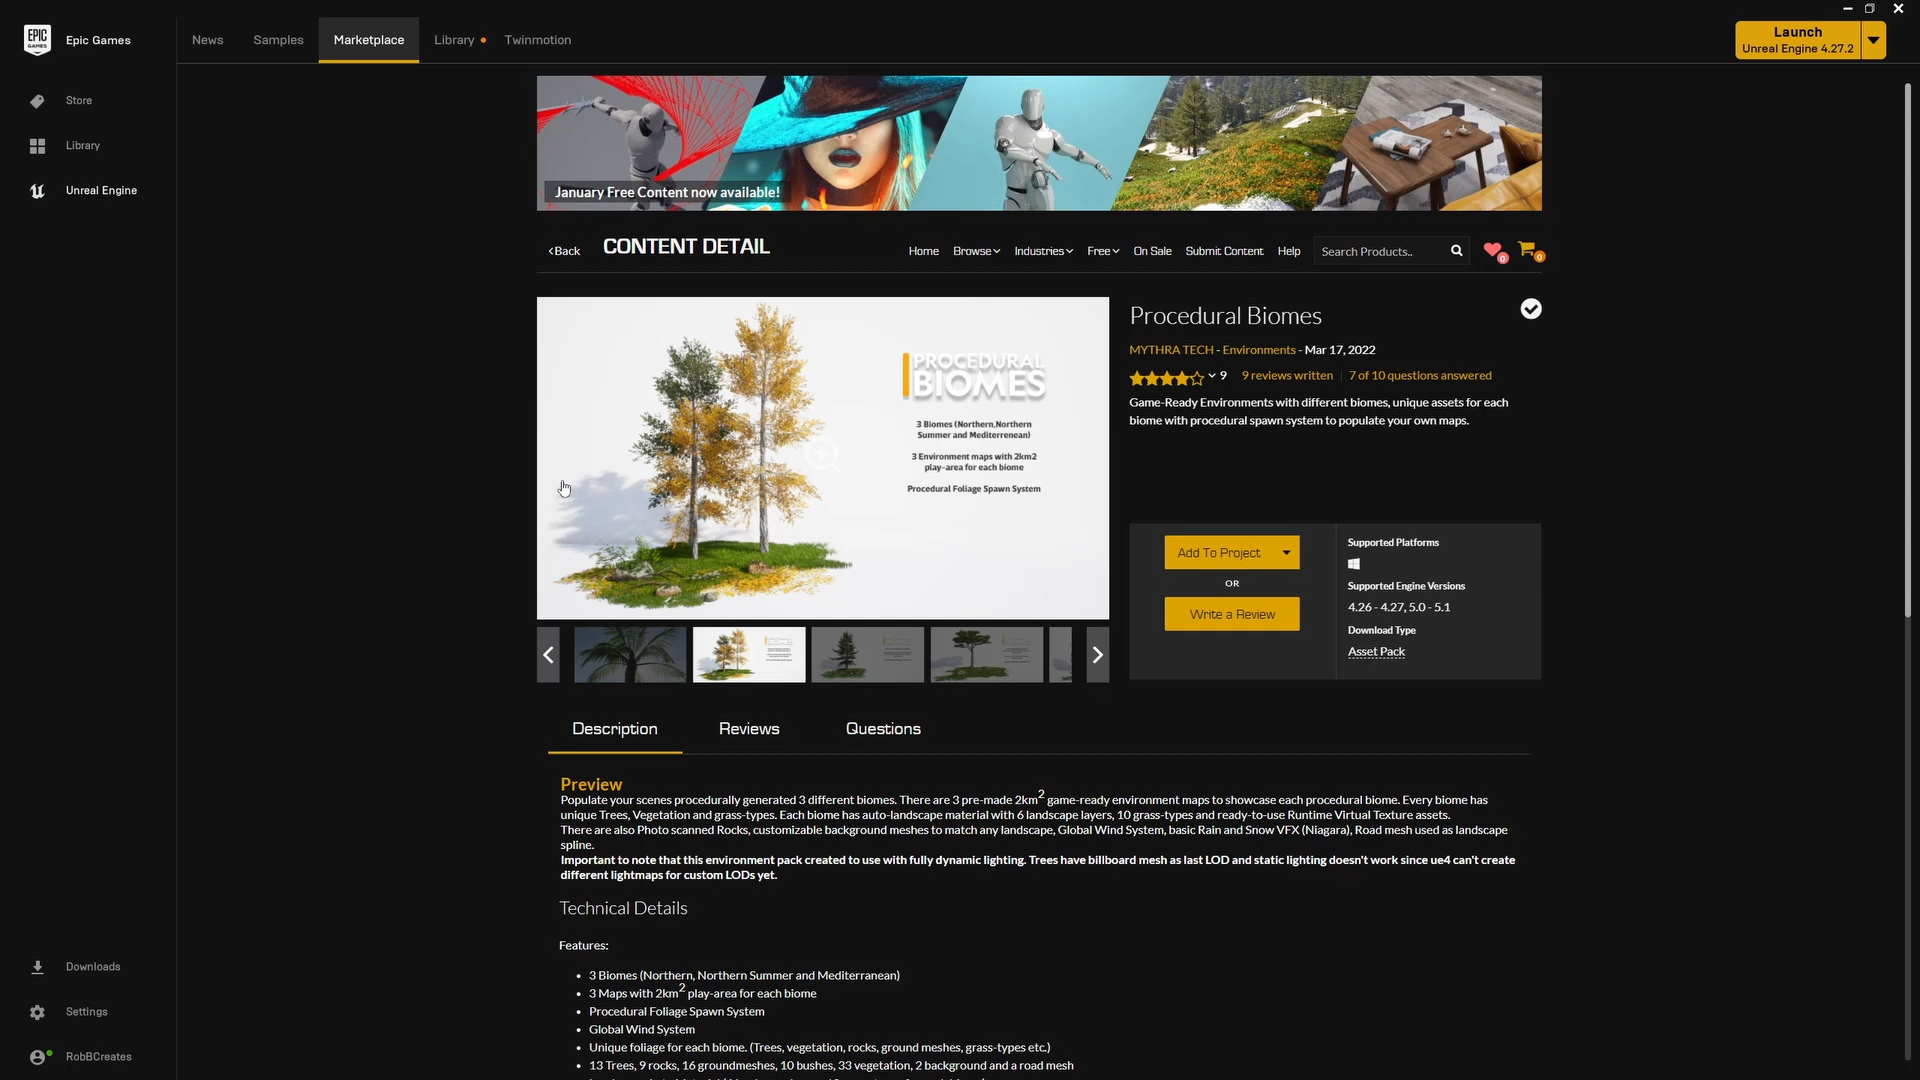 EPIC GAMES
Epic Games
News
Samples
Marketplace
Library
Twinmotion
Launch
Unreal Engine 4.27.2
Store
Library
Unreal Engine
January Free Content now available!
Back
CONTENT DETAIL
Home
Browse
Industries
Free
On Sale
Submit Content
Help
Search Products..
0
0
PROCEDURAL
BIOMES
3 Biomes (Northern,Northern
Summer and Mediterrenean)
3 Environment maps with 2km2
play-area for each biome
Procedural Foliage Spawn System
Procedural Biomes
MYTHRA TECH - Environments - Mar 17, 2022
9
9 reviews written
7 of 10 questions answered
Game-Ready Environments with different biomes, unique assets for each
biome with procedural spawn system to populate your own maps.
Add To Project
OR
Write a Review
Supported Platforms
Supported Engine Versions
4.26 - 4.27, 5.0 - 5.1
Download Type
Asset Pack
Description
Reviews
Questions
Preview
Populate your scenes procedurally generated 3 different biomes. There are 3 pre-made 2km2 game-ready environment maps to showcase each procedural biome. Every biome has
unique Trees, Vegetation and grass-types. Each biome has auto-landscape material with 6 landscape layers, 10 grass-types and ready-to-use Runtime Virtual Texture assets.
There are also Photo scanned Rocks, customizable background meshes to match any landscape, Global Wind System, basic Rain and Snow VFX (Niagara), Road mesh used as landscape
spline.
Important to note that this environment pack created to use with fully dynamic lighting. Trees have billboard mesh as last LOD and static lighting doesn't work since ue4 can't create
different lightmaps for custom LODs yet.
Technical Details
Features:
• 3 Biomes (Northern, Northern Summer and Mediterranean)
• 3 Maps with 2km2 play-area for each biome
• Procedural Foliage Spawn System
• Global Wind System
• Unique foliage for each biome. (Trees, vegetation, rocks, ground meshes, grass-types etc.)
• 13 Trees, 9 rocks, 16 groundmeshes, 10 bushes, 33 vegetation, 2 background and a road mesh
Downloads
Settings
RobBCreates